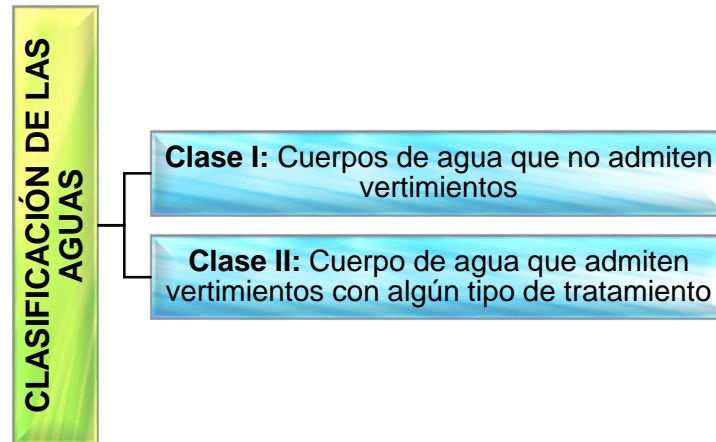 CLASIFICACIÓN DE LAS
AGUAS
Clase I: Cuerpos de agua que no admiten
vertimientos
Clase II: Cuerpo de agua que admiten
vertimientos con algún tipo de tratamiento